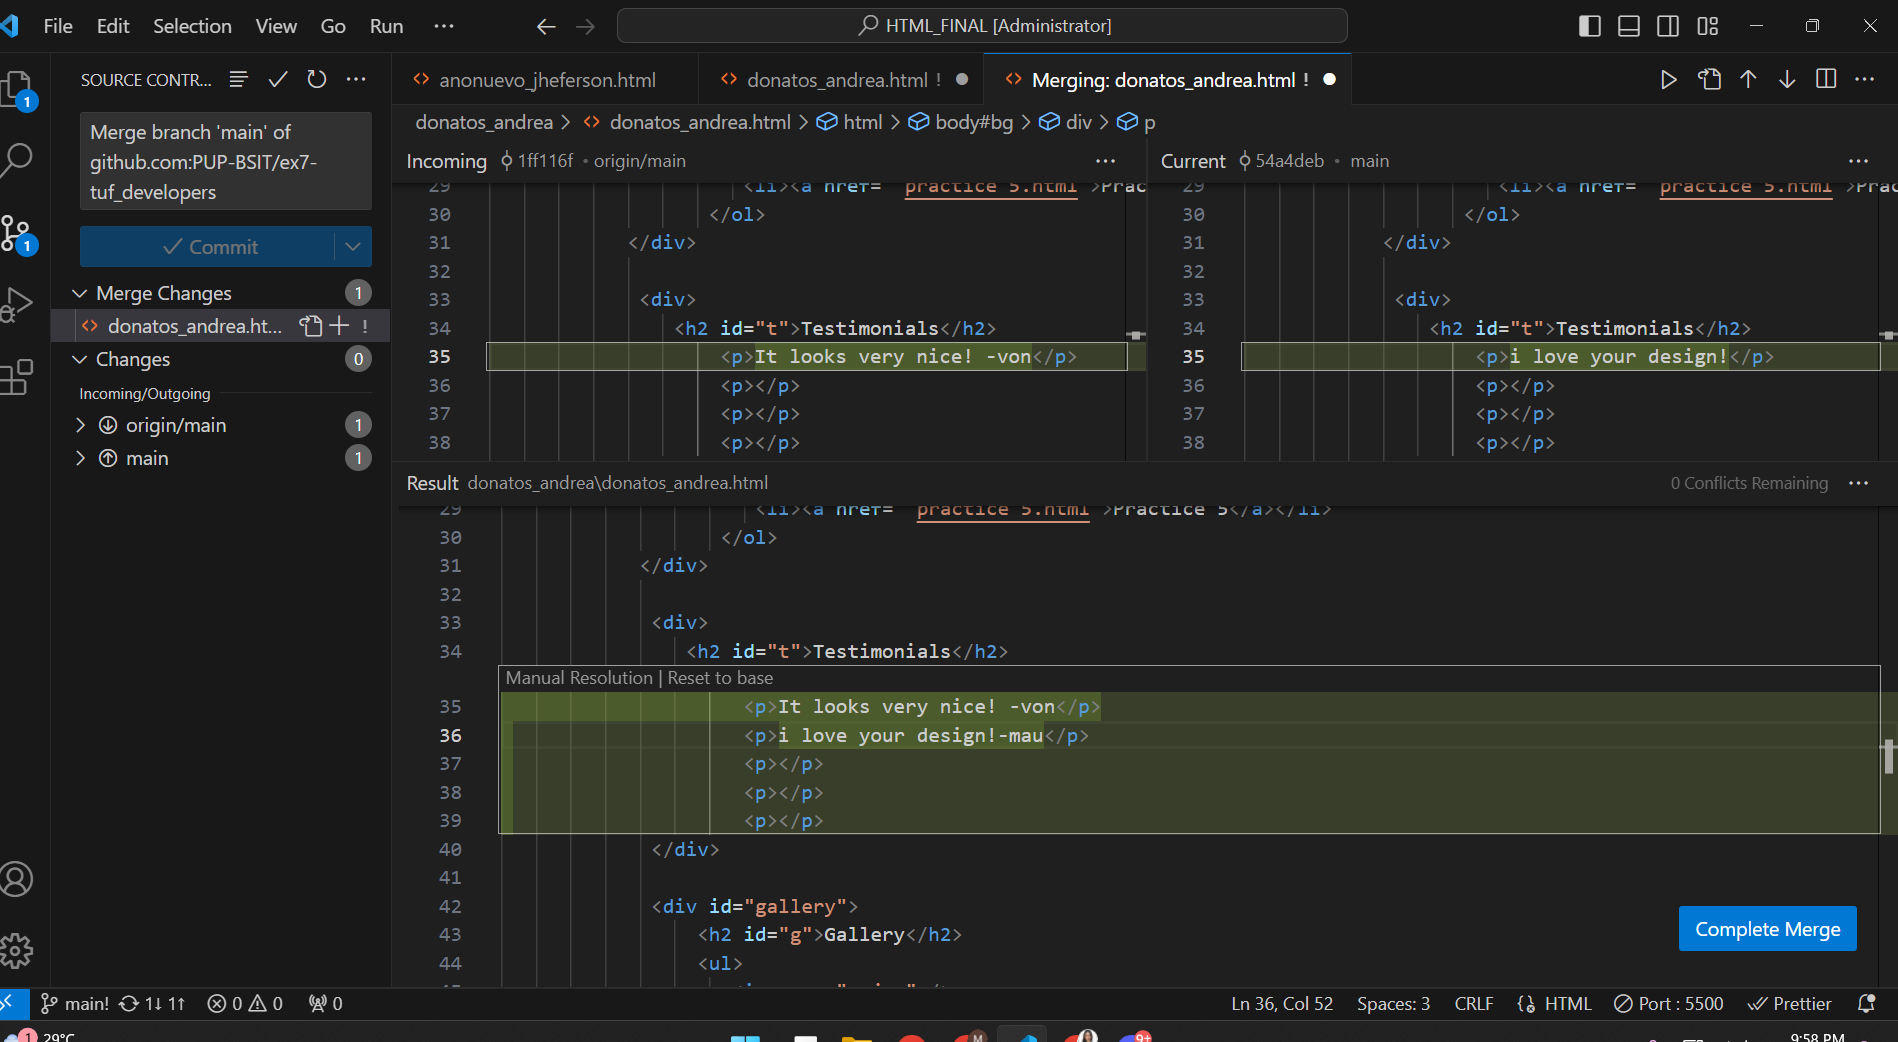 File Edit Selection View Go Run ···
HTML_FINAL [Administrator]
SOURCE CONTR...
anonuevo_jheferson.html
donatos_andrea.html !
Merging: donatos_andrea.html !
Merge branch 'main' of
github.com:PUP-BSIT/ex7-
tuf_developers
Commit
Merge Changes 1
donatos_andrea.ht... !
Changes 0
Incoming/Outgoing
origin/main 1
main 1
1
1
donatos_andrea > donatos_andrea.html > html > body#bg > div > p
Incoming 1ff116f • origin/main
29 <li><a href= practice 5.html >Prac
30 </ol>
31 </div>
32
33 <div>
34 <h2 id="t">Testimonials</h2>
35 <p>It looks very nice! -von</p>
36 <p></p>
37 <p></p>
38 <p></p>
Current 54a4deb • main
29 <li><a href= practice 5.html >Prac
30 </ol>
31 </div>
32
33 <div>
34 <h2 id="t">Testimonials</h2>
35 <p>i love your design!</p>
36 <p></p>
37 <p></p>
38 <p></p>
Result donatos_andrea\donatos_andrea.html 0 Conflicts Remaining
29 <li><a href= practice 5.html >Practice 5</a></li>
30 </ol>
31 </div>
32
33 <div>
34 <h2 id="t">Testimonials</h2>
Manual Resolution | Reset to base
35 <p>It looks very nice! -von</p>
36 <p>i love your design!-mau</p>
37 <p></p>
38 <p></p>
39 <p></p>
40 </div>
41
42 <div id="gallery">
43 <h2 id="g">Gallery</h2>
44 <ul>
Complete Merge
main! 1↓ 1↑ 0 0 0
Ln 36, Col 52 Spaces: 3 CRLF HTML Port : 5500 Prettier
1 29°C M 9+ 9:58 PM